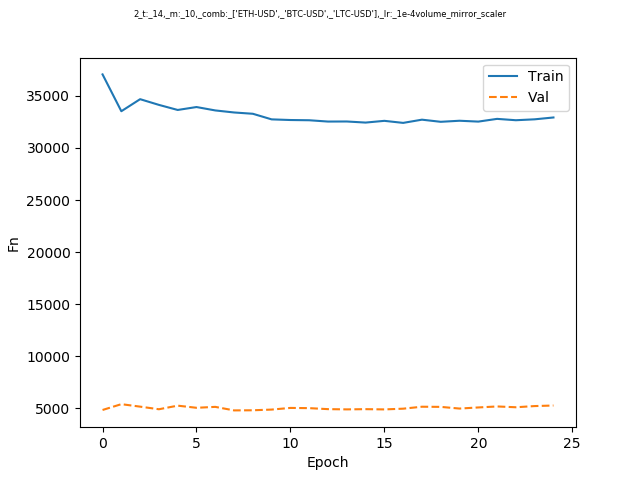 2_t:_14,_m:_10,_comb:_['ETH-USD',_'BTC-USD',_'LTC-USD'],_lr:_1e-4volume_mirror_scaler
Train
Val
35000
30000
25000
20000
15000
10000
5000
Fn
0 5 10 15 20 25
Epoch